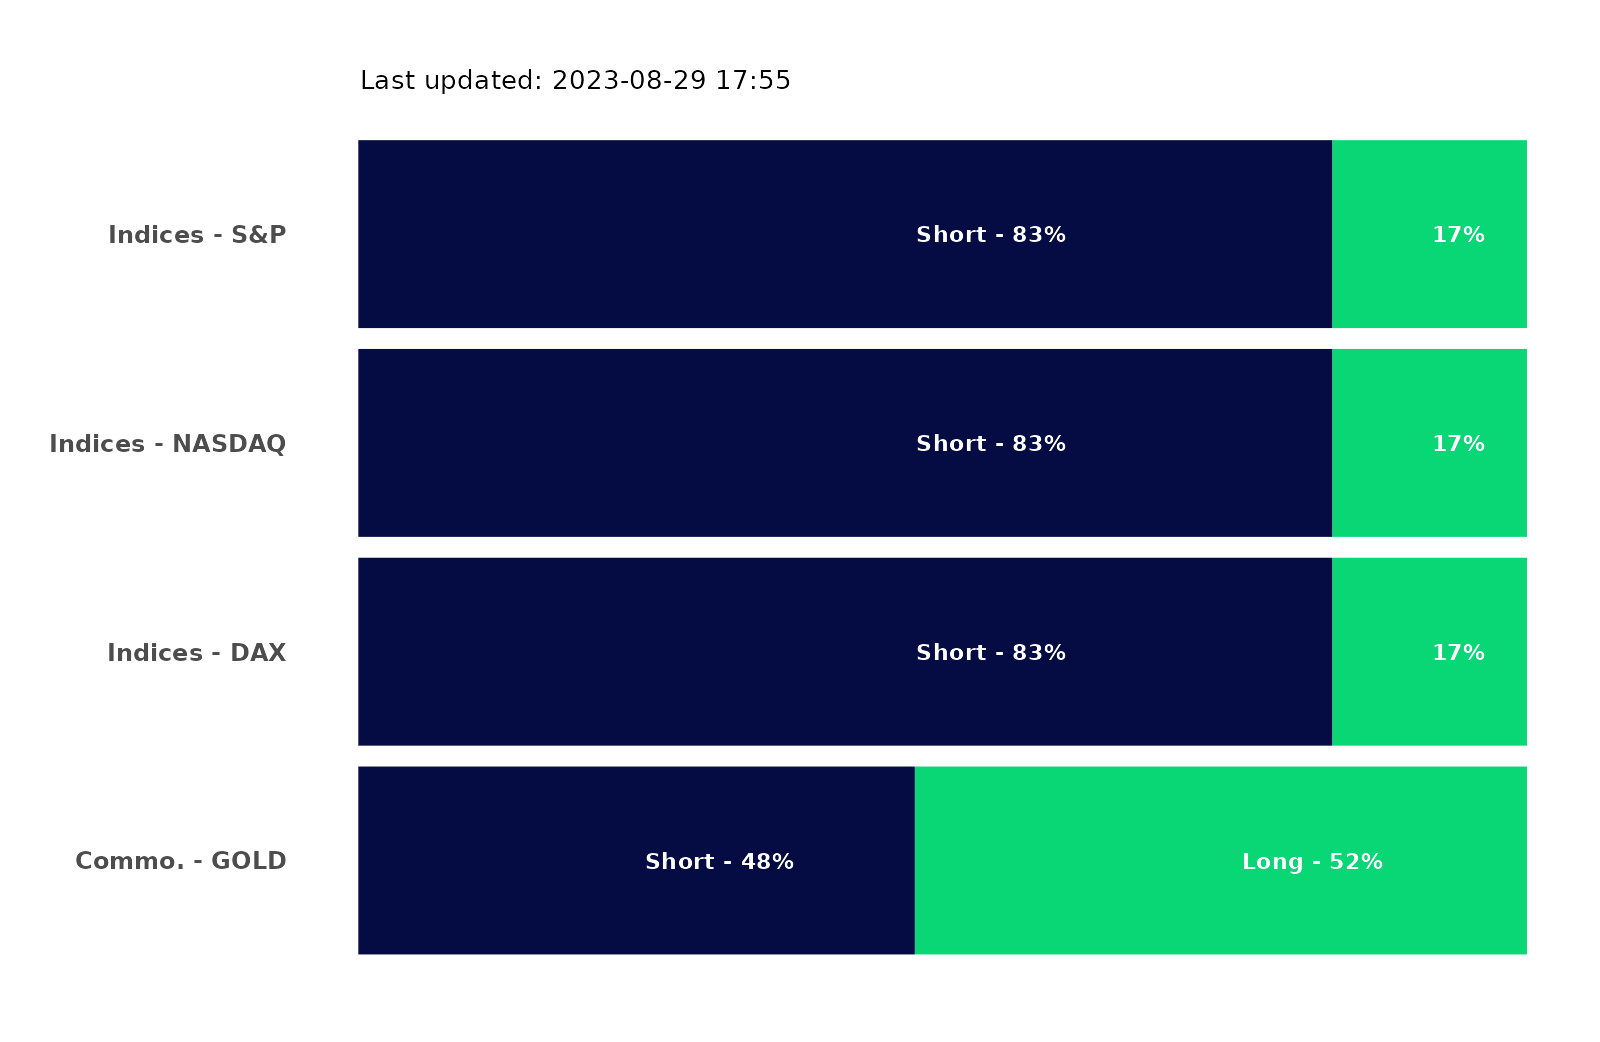 Last updated: 2023-08-29 17:55
Indices - S&P Short - 83% 17%
Indices - NASDAQ Short - 83% 17%
Indices - DAX Short - 83% 17%
Commo. - GOLD Short - 48% Long - 52%